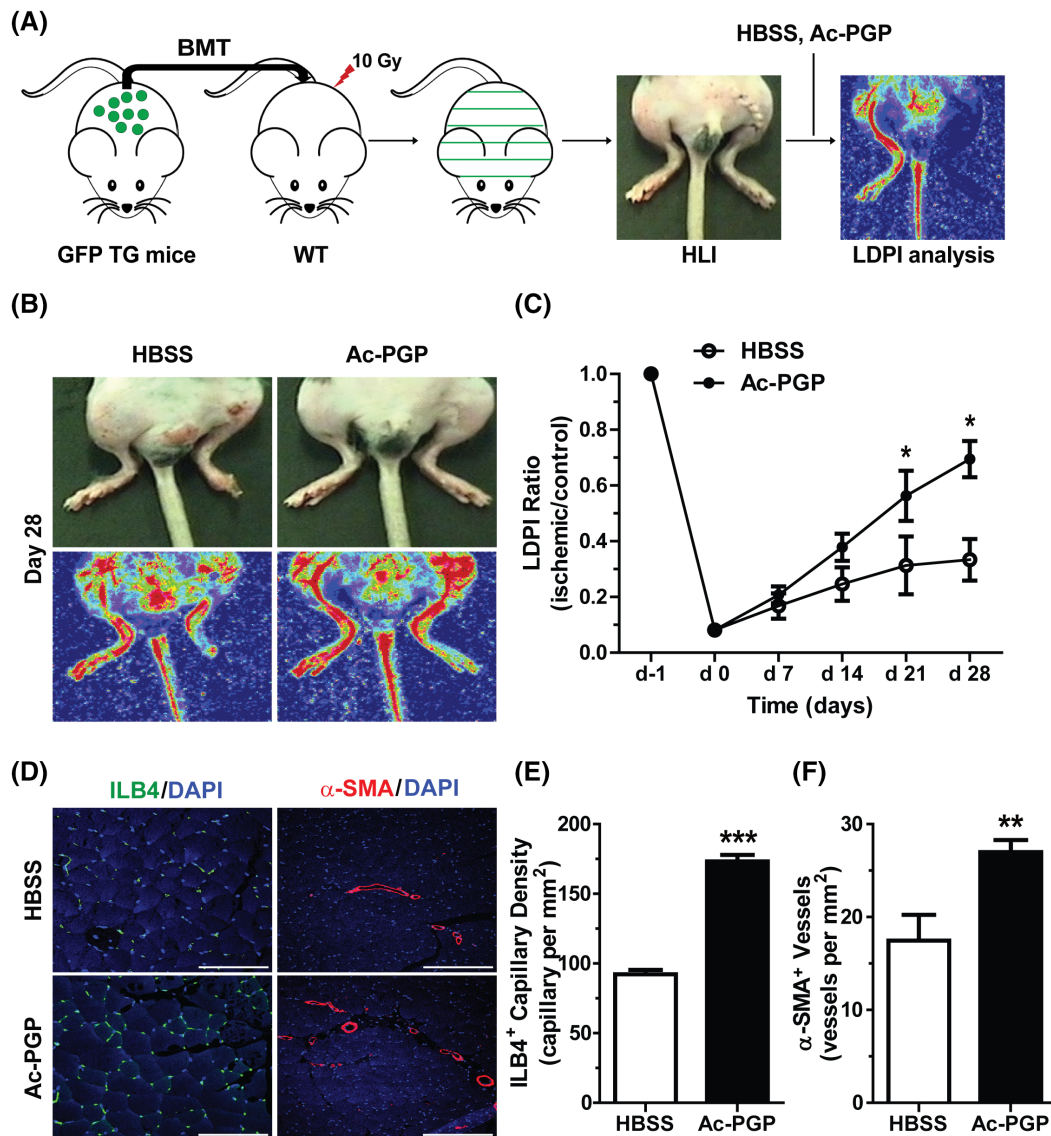 (A)
BMT
10 Gy
HBSS, Ac-PGP
GFP TG mice
WT
HLI
LDPI analysis
(B)
HBSS
Ac-PGP
Day 28
(C)
HBSS
Ac-PGP
LDPI Ratio
(ischemic/control)
1.0
0.8
0.6
0.4
0.2
0.0
*
*
d-1
d 0
d 7
d 14
d 21
d 28
Time (days)
(D)
ILB4/DAPI
α-SMA/DAPI
HBSS
Ac-PGP
(E)
ILB4⁺ Capillary Density
(capillary per mm²)
200
150
100
50
0
***
HBSS
Ac-PGP
(F)
α-SMA⁺ Vessels
(vessels per mm²)
30
20
10
0
**
HBSS
Ac-PGP